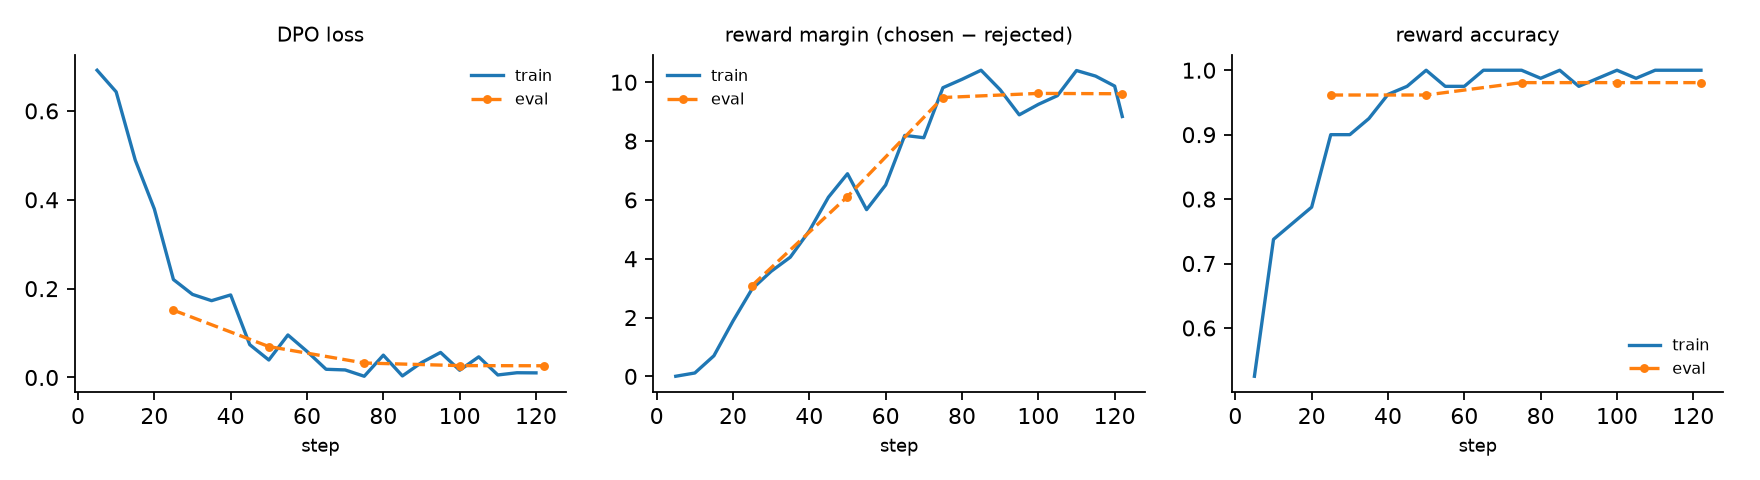 DPO loss
train
eval
0.6
0.4
0.2
0.0
0 20 40 60 80 100 120
step
reward margin (chosen − rejected)
train
eval
10
8
6
4
2
0
0 20 40 60 80 100 120
step
reward accuracy
1.0
0.9
0.8
0.7
0.6
train
eval
0 20 40 60 80 100 120
step